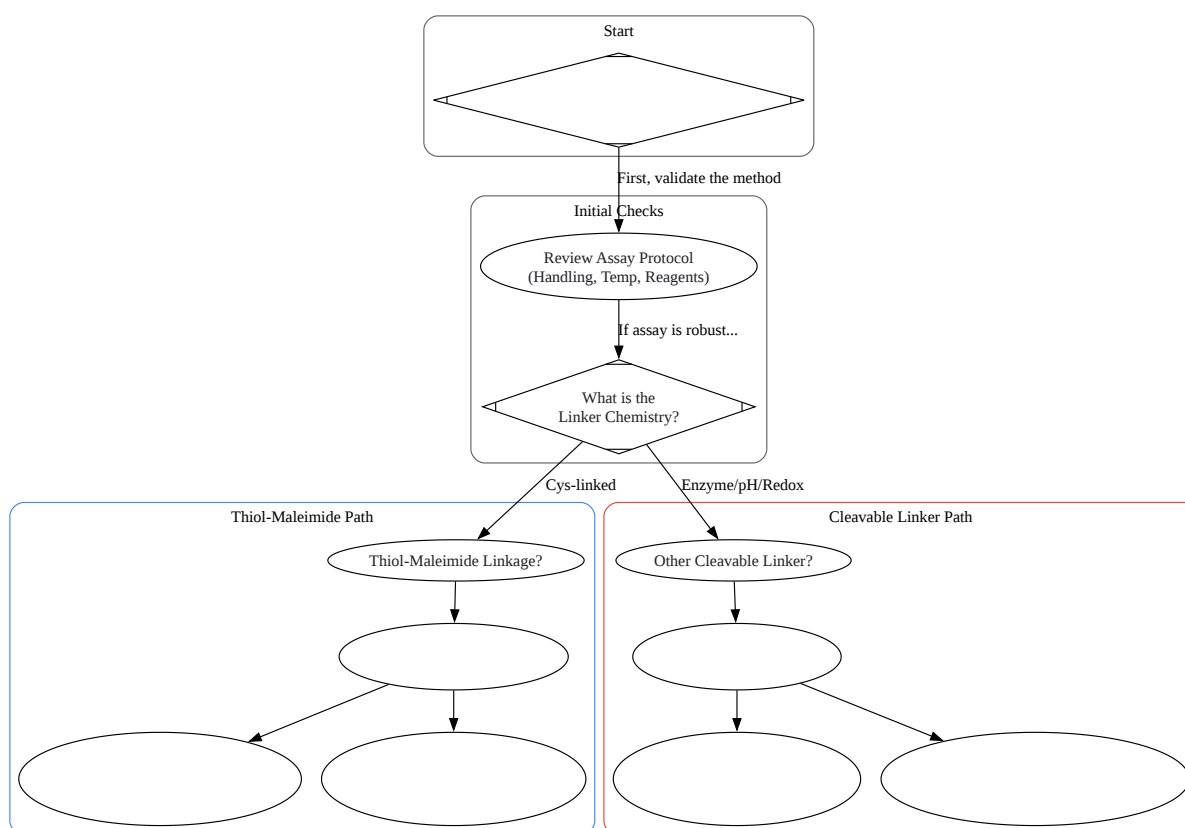 Start
First, validate the method
Initial Checks
Review Assay Protocol
(Handling, Temp, Reagents)
If assay is robust...
What is the
Linker Chemistry?
Cys-linked
Enzyme/pH/Redox
Thiol-Maleimide Path
Cleavable Linker Path
Thiol-Maleimide Linkage?
Other Cleavable Linker?